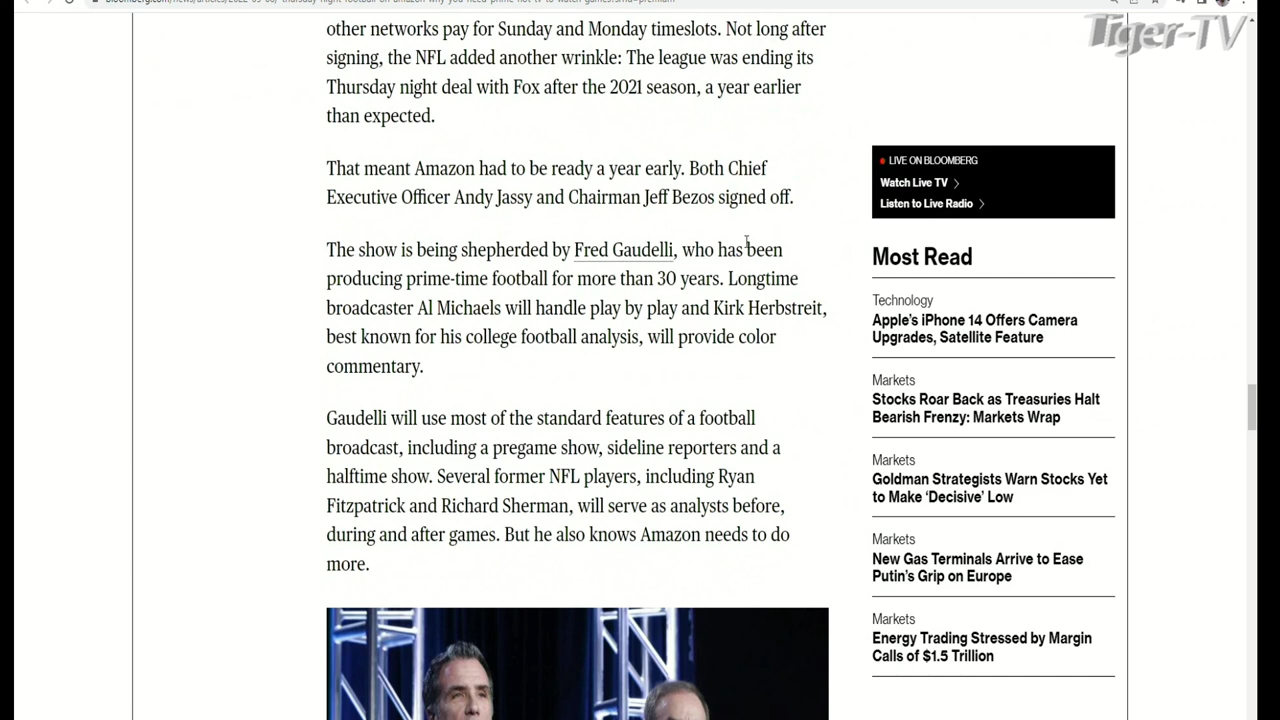 Tiger-TV
other networks pay for Sunday and Monday timeslots. Not long after
signing, the NFL added another wrinkle: The league was ending its
Thursday night deal with Fox after the 2021 season, a year earlier
than expected.
That meant Amazon had to be ready a year early. Both Chief
Executive Officer Andy Jassy and Chairman Jeff Bezos signed off.
The show is being shepherded by Fred Gaudelli, who has been
producing prime-time football for more than 30 years. Longtime
broadcaster Al Michaels will handle play by play and Kirk Herbstreit,
best known for his college football analysis, will provide color
commentary.
Gaudelli will use most of the standard features of a football
broadcast, including a pregame show, sideline reporters and a
halftime show. Several former NFL players, including Ryan
Fitzpatrick and Richard Sherman, will serve as analysts before,
during and after games. But he also knows Amazon needs to do
more.
LIVE ON BLOOMBERG
Watch Live TV
Listen to Live Radio
Most Read
Technology
Apple's iPhone 14 Offers Camera
Upgrades, Satellite Feature
Markets
Stocks Roar Back as Treasuries Halt
Bearish Frenzy: Markets Wrap
Markets
Goldman Strategists Warn Stocks Yet
to Make ‘Decisive’ Low
Markets
New Gas Terminals Arrive to Ease
Putin's Grip on Europe
Markets
Energy Trading Stressed by Margin
Calls of $1.5 Trillion